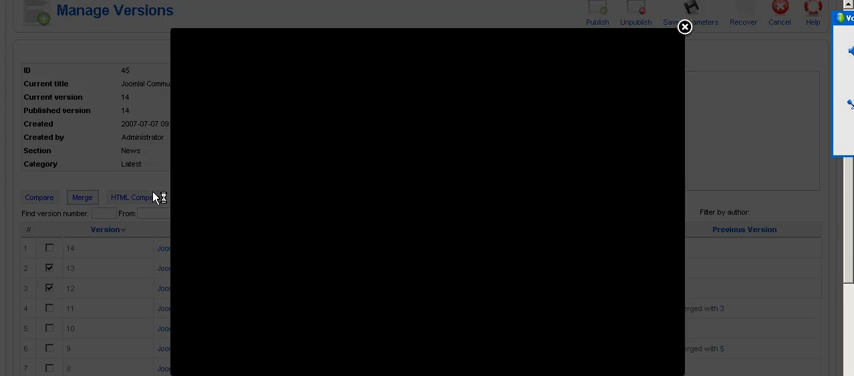 Manage Versions
Publish Unpublish Save Parameters Recover Cancel Help
ID 45
Current title Joomla! Commu
Current version 14
Published version 14
Created 2007-07-07 09:
Created by Administrator
Section News
Category Latest
Compare Merge HTML Comp
Find version number: From:
Filter by author:
# Version Previous Version
1 14 Joo
2 13 Joo
3 12 Joo
4 11 Joo erged with 3
5 10 Joo
6 9 Joo erged with 5
7 8 Joo